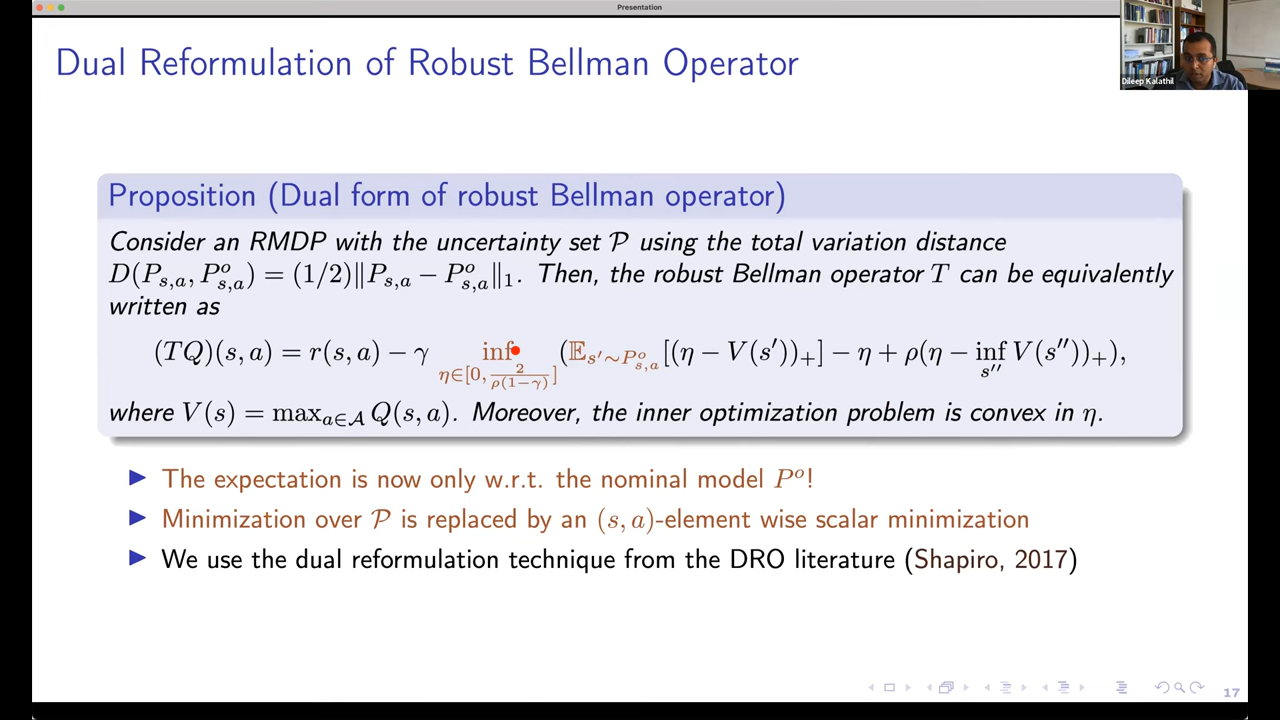 Presentation
Dual Reformulation of Robust Bellman Operator
Dileep Kalathil
Proposition (Dual form of robust Bellman operator)
Consider an RMDP with the uncertainty set 𝒫 using the total variation distance
D(P_{s,a}, P^o_{s,a}) = (1/2)‖P_{s,a} − P^o_{s,a}‖_1. Then, the robust Bellman operator T can be equivalently
written as
(TQ)(s, a) = r(s, a) − γ inf_{η∈[0, 2/(ρ(1−γ))]} (𝔼_{s′∼P^o_{s,a}}[(η − V(s′))_+] − η + ρ(η − inf_{s″} V(s″))_+),
where V(s) = max_{a∈𝒜} Q(s, a). Moreover, the inner optimization problem is convex in η.
▶ The expectation is now only w.r.t. the nominal model P^o!
▶ Minimization over 𝒫 is replaced by an (s, a)-element wise scalar minimization
▶ We use the dual reformulation technique from the DRO literature (Shapiro, 2017)
17